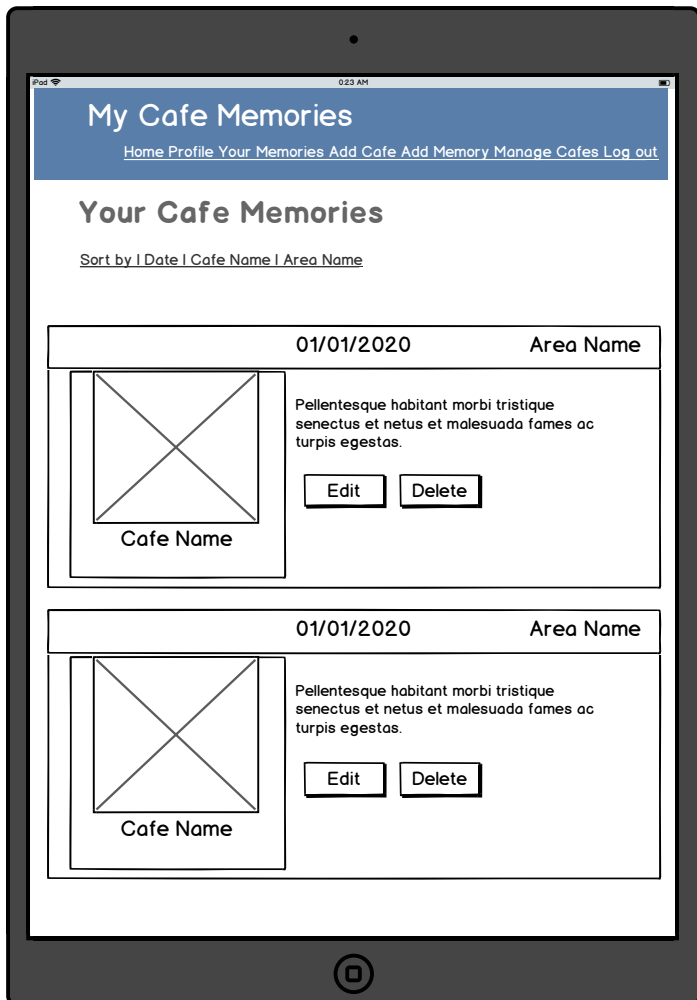 iPad
0:23 AM
My Cafe Memories
Home Profile Your Memories Add Cafe Add Memory Manage Cafes Log out
Your Cafe Memories
Sort by | Date | Cafe Name | Area Name
01/01/2020 Area Name
Pellentesque habitant morbi tristique
senectus et netus et malesuada fames ac
turpis egestas.
Edit Delete
Cafe Name
01/01/2020 Area Name
Pellentesque habitant morbi tristique
senectus et netus et malesuada fames ac
turpis egestas.
Edit Delete
Cafe Name